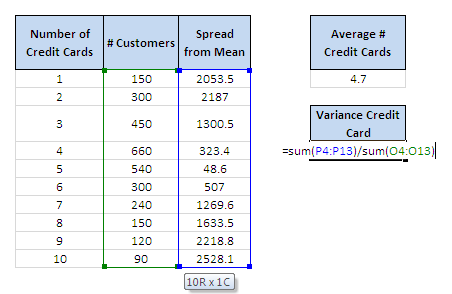 Number of Credit Cards # Customers Spread from Mean
1 150 2053.5
2 300 2187
3 450 1300.5
4 660 323.4
5 540 48.6
6 300 507
7 240 1269.6
8 150 1633.5
9 120 2218.8
10 90 2528.1
10R x 1C
Average #
Credit Cards
4.7
Variance Credit
Card
=sum(P4:P13)/sum(O4:O13)